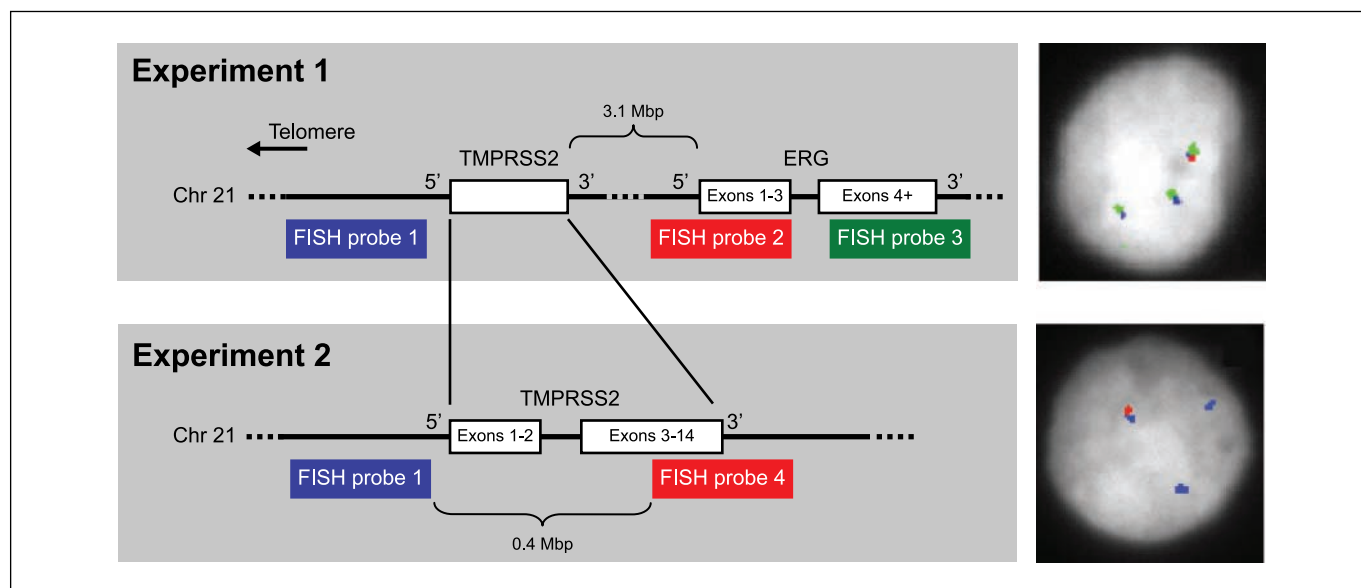 Experiment 1
Telomere
3.1 Mbp
TMPRSS2
ERG
Chr 21
5’
3’
5’
Exons 1-3
Exons 4+
3’
FISH probe 1
FISH probe 2
FISH probe 3
Experiment 2
TMPRSS2
Chr 21
5’
Exons 1-2
Exons 3-14
3’
FISH probe 1
FISH probe 4
0.4 Mbp